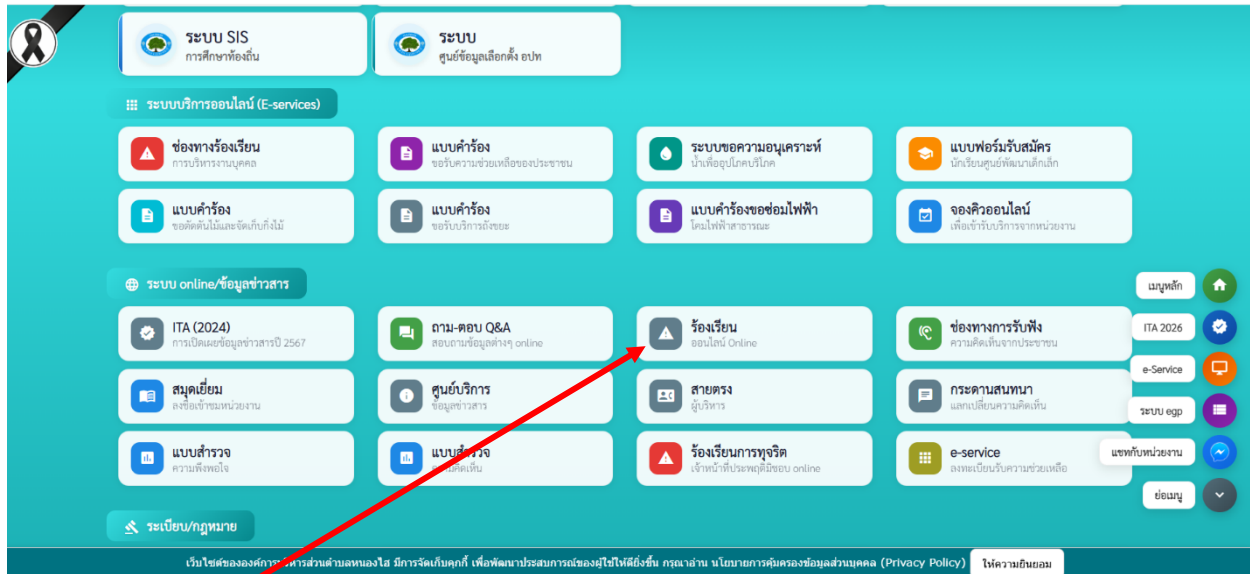 ระบบ SIS
การศึกษาท้องถิ่น
ระบบ
ศูนย์ข้อมูลเลือกตั้ง อปท
ระบบบริการออนไลน์ (E-services)
ช่องทางร้องเรียน
การบริหารงานบุคคล
แบบคำร้อง
ขอรับความช่วยเหลือของประชาชน
ระบบขอความอนุเคราะห์
น้ำเพื่ออุปโภคบริโภค
แบบฟอร์มรับสมัคร
นักเรียนศูนย์พัฒนาเด็กเล็ก
แบบคำร้อง
ขอตัดต้นไม้และจัดเก็บกิ่งไม้
แบบคำร้อง
ขอรับบริการถังขยะ
แบบคำร้องขอซ่อมไฟฟ้า
โคมไฟฟ้าสาธารณะ
จองคิวออนไลน์
เพื่อเข้ารับบริการจากหน่วยงาน
ระบบ online/ข้อมูลข่าวสาร
ITA (2024)
การเปิดเผยข้อมูลข่าวสารปี 2567
ถาม-ตอบ Q&A
สอบถามข้อมูลต่างๆ online
ร้องเรียน
ออนไลน์ Online
ช่องทางการรับฟัง
ความคิดเห็นจากประชาชน
สมุดเยี่ยม
ลงชื่อเข้าชมหน่วยงาน
ศูนย์บริการ
ข้อมูลข่าวสาร
สายตรง
ผู้บริหาร
กระดานสนทนา
แลกเปลี่ยนความคิดเห็น
แบบสำรวจ
ความพึงพอใจ
แบบสำรวจ
ความคิดเห็น
ร้องเรียนการทุจริต
เจ้าหน้าที่ประพฤติมิชอบ online
e-service
ลงทะเบียนรับความช่วยเหลือ
เมนูหลัก
ITA 2026
e-Service
ระบบ egp
แชทกับหน่วยงาน
ย่อเมนู
ระเบียบ/กฎหมาย
เว็บไซต์ขององค์การบริหารส่วนตำบลหนองใส มีการจัดเก็บคุกกี้ เพื่อพัฒนาประสบการณ์ของผู้ใช้ให้ดียิ่งขึ้น กรุณาอ่าน นโยบายการคุ้มครองข้อมูลส่วนบุคคล (Privacy Policy) ให้ความยินยอม